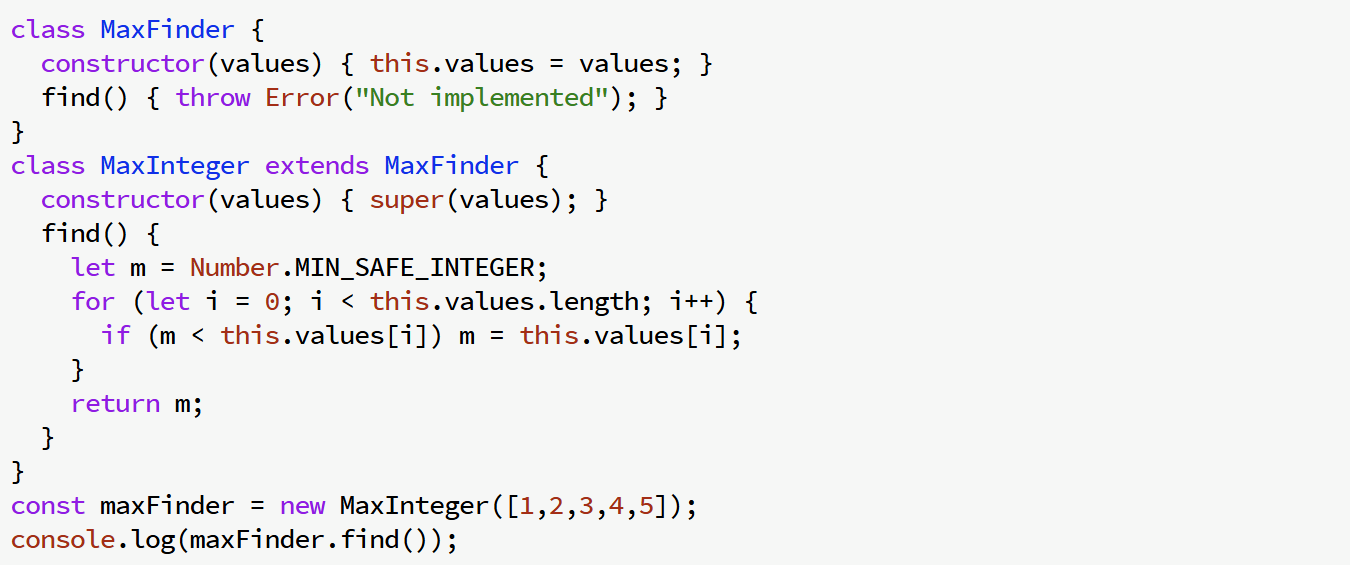 class MaxFinder {
  constructor(values) { this.values = values; }
  find() { throw Error("Not implemented"); }
}
class MaxInteger extends MaxFinder {
  constructor(values) { super(values); }
  find() {
    let m = Number.MIN_SAFE_INTEGER;
    for (let i = 0; i < this.values.length; i++) {
      if (m < this.values[i]) m = this.values[i];
    }
    return m;
  }
}
const maxFinder = new MaxInteger([1,2,3,4,5]);
console.log(maxFinder.find());